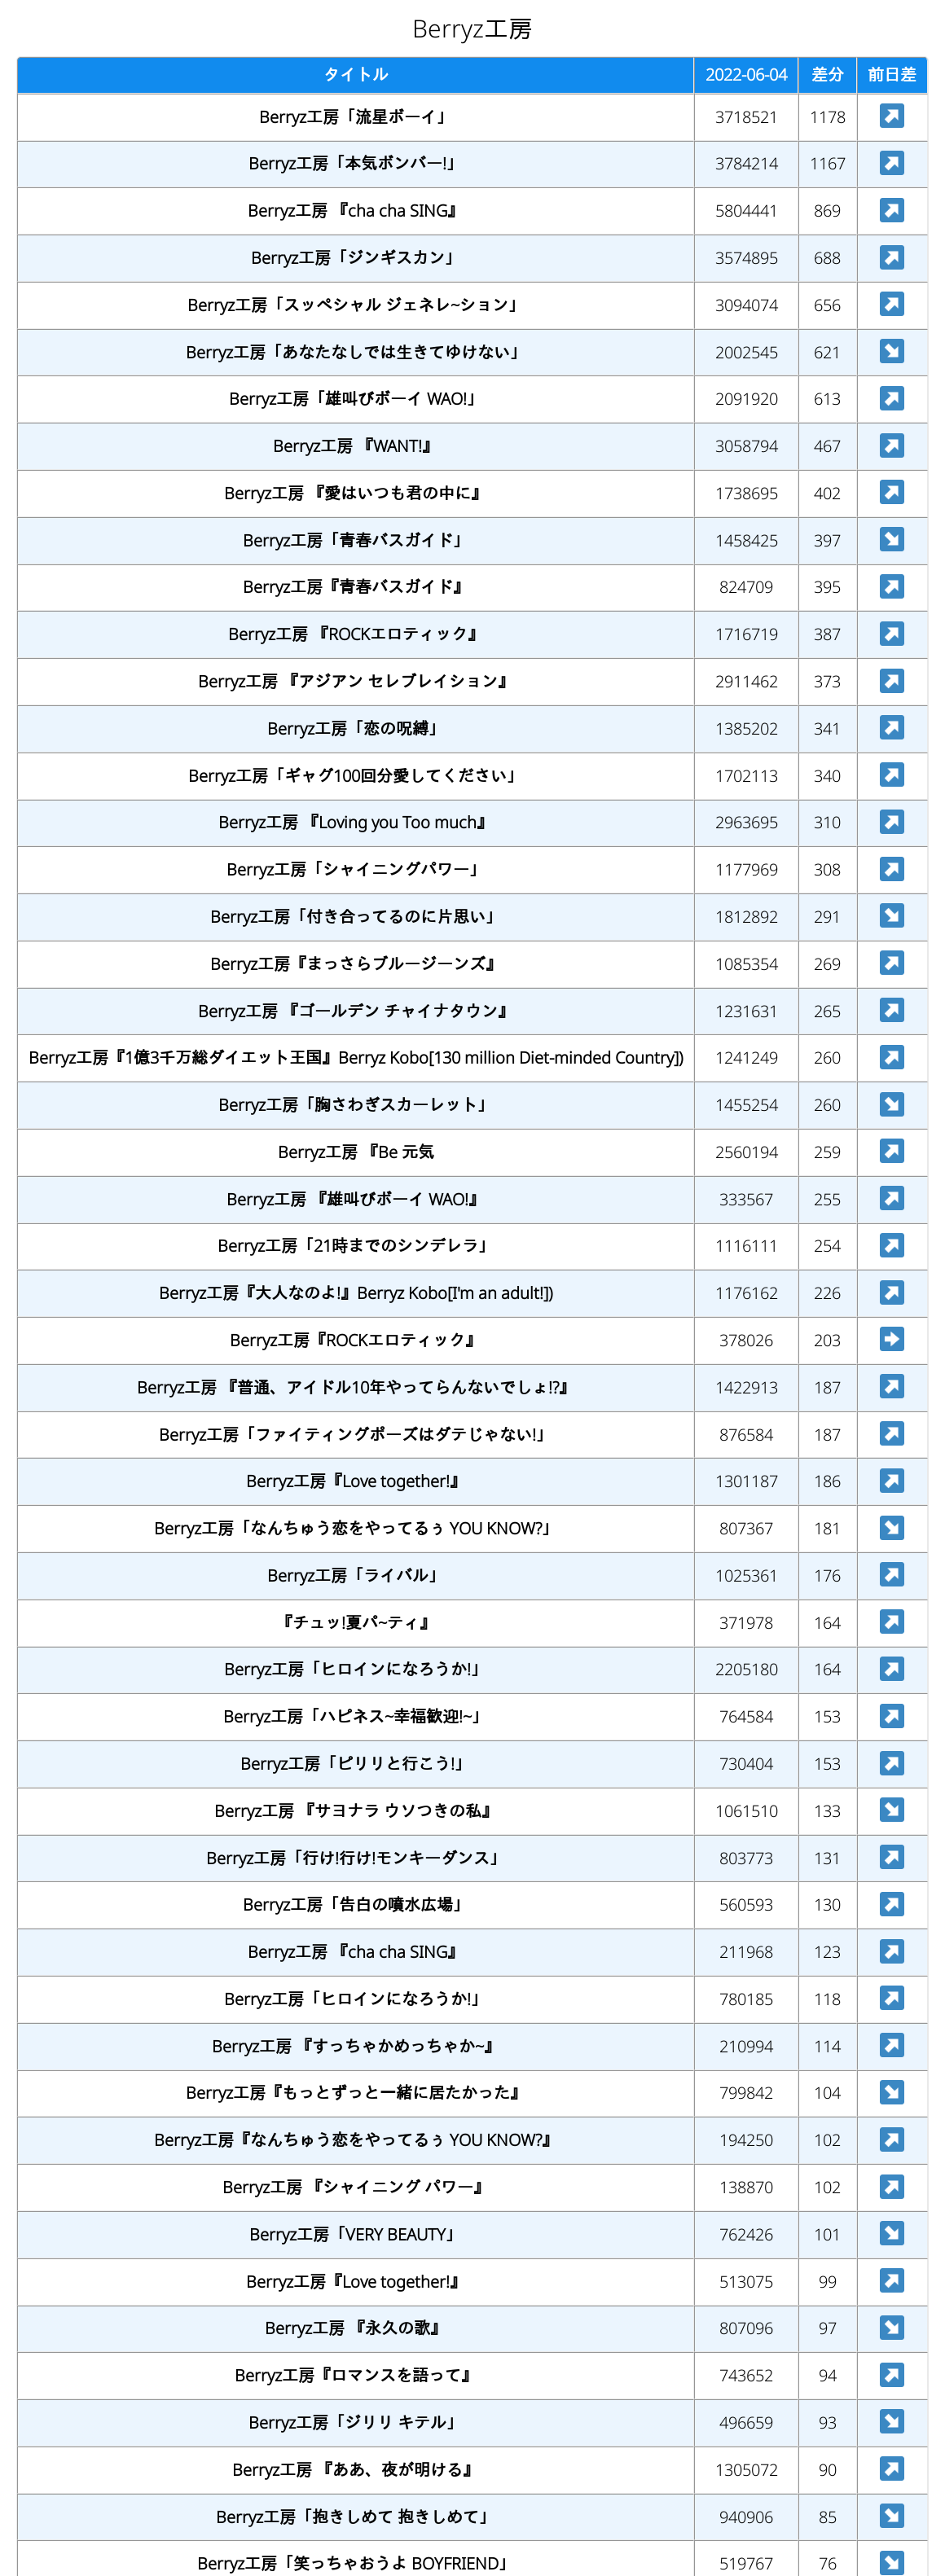 Berryz工房
タイトル 2022-06-04 差分 前日差
Berryz工房「流星ボーイ」 3718521 1178 ↗
Berryz工房「本気ボンバー!」 3784214 1167 ↗
Berryz工房 『cha cha SING』 5804441 869 ↗
Berryz工房「ジンギスカン」 3574895 688 ↗
Berryz工房「スッペシャル ジェネレ~ション」 3094074 656 ↗
Berryz工房「あなたなしでは生きてゆけない」 2002545 621 ↘
Berryz工房「雄叫びボーイ WAO!」 2091920 613 ↗
Berryz工房 『WANT!』 3058794 467 ↗
Berryz工房 『愛はいつも君の中に』 1738695 402 ↗
Berryz工房「青春バスガイド」 1458425 397 ↘
Berryz工房『青春バスガイド』 824709 395 ↗
Berryz工房 『ROCKエロティック』 1716719 387 ↗
Berryz工房 『アジアン セレブレイション』 2911462 373 ↗
Berryz工房「恋の呪縛」 1385202 341 ↗
Berryz工房「ギャグ100回分愛してください」 1702113 340 ↗
Berryz工房 『Loving you Too much』 2963695 310 ↗
Berryz工房「シャイニングパワー」 1177969 308 ↗
Berryz工房「付き合ってるのに片思い」 1812892 291 ↘
Berryz工房『まっさらブルージーンズ』 1085354 269 ↗
Berryz工房 『ゴールデン チャイナタウン』 1231631 265 ↗
Berryz工房『1億3千万総ダイエット王国』Berryz Kobo[130 million Diet-minded Country]) 1241249 260 ↗
Berryz工房「胸さわぎスカーレット」 1455254 260 ↘
Berryz工房 『Be 元気 2560194 259 ↗
Berryz工房 『雄叫びボーイ WAO!』 333567 255 ↗
Berryz工房「21時までのシンデレラ」 1116111 254 ↗
Berryz工房『大人なのよ!』Berryz Kobo[I'm an adult!]) 1176162 226 ↗
Berryz工房『ROCKエロティック』 378026 203 →
Berryz工房 『普通、アイドル10年やってらんないでしょ!?』 1422913 187 ↗
Berryz工房「ファイティングポーズはダテじゃない!」 876584 187 ↗
Berryz工房『Love together!』 1301187 186 ↗
Berryz工房「なんちゅう恋をやってるぅ YOU KNOW?」 807367 181 ↘
Berryz工房「ライバル」 1025361 176 ↗
『チュッ!夏パ~ティ』 371978 164 ↗
Berryz工房「ヒロインになろうか!」 2205180 164 ↗
Berryz工房「ハピネス~幸福歓迎!~」 764584 153 ↗
Berryz工房「ピリリと行こう!」 730404 153 ↗
Berryz工房 『サヨナラ ウソつきの私』 1061510 133 ↘
Berryz工房「行け!行け!モンキーダンス」 803773 131 ↗
Berryz工房「告白の噴水広場」 560593 130 ↗
Berryz工房 『cha cha SING』 211968 123 ↗
Berryz工房「ヒロインになろうか!」 780185 118 ↗
Berryz工房 『すっちゃかめっちゃか~』 210994 114 ↗
Berryz工房『もっとずっと一緒に居たかった』 799842 104 ↘
Berryz工房『なんちゅう恋をやってるぅ YOU KNOW?』 194250 102 ↗
Berryz工房 『シャイニング パワー』 138870 102 ↗
Berryz工房「VERY BEAUTY」 762426 101 ↘
Berryz工房『Love together!』 513075 99 ↗
Berryz工房 『永久の歌』 807096 97 ↘
Berryz工房『ロマンスを語って』 743652 94 ↗
Berryz工房「ジリリ キテル」 496659 93 ↘
Berryz工房 『ああ、夜が明ける』 1305072 90 ↗
Berryz工房「抱きしめて 抱きしめて」 940906 85 ↘
Berryz工房「笑っちゃおうよ BOYFRIEND」 519767 76 ↘